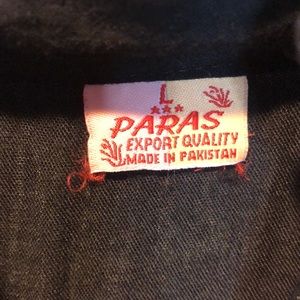 L
***
PARAS
EXPORT QUALITY
MADE IN PAKISTAN